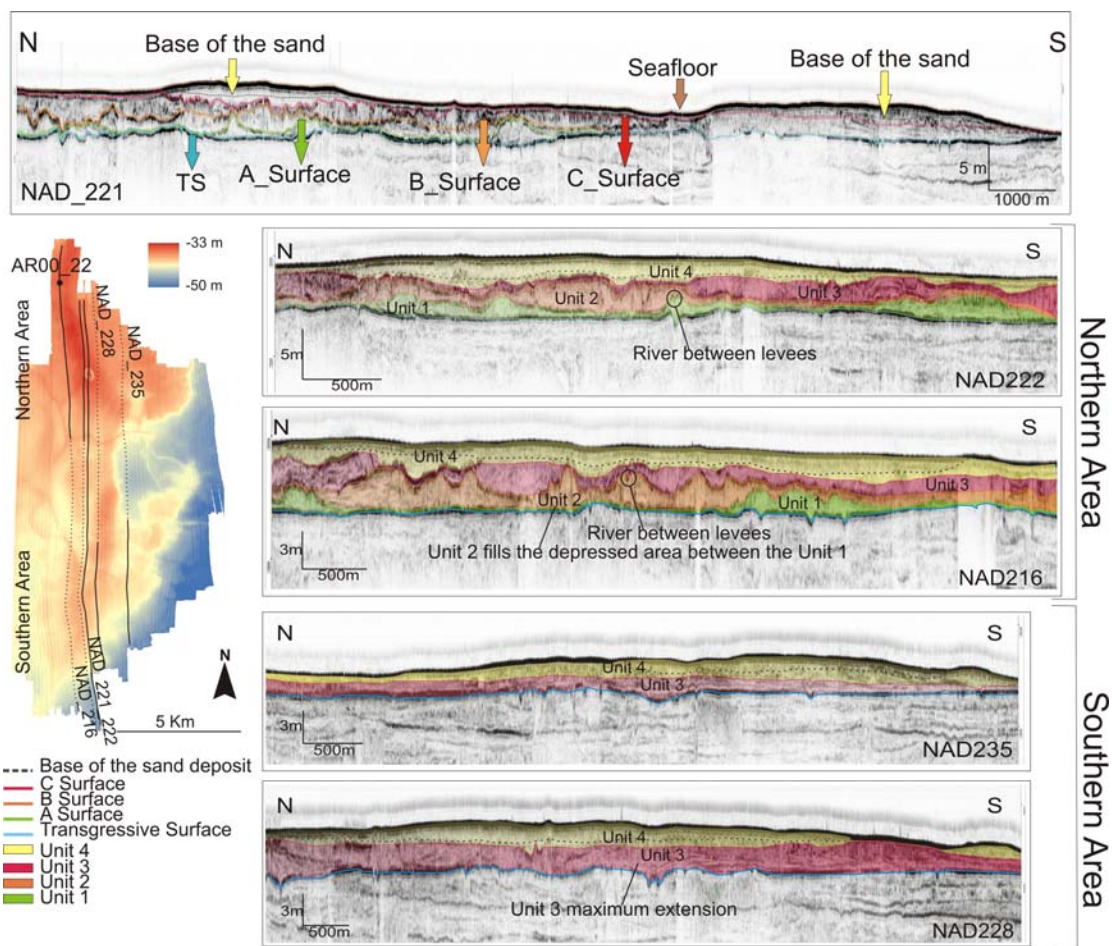 N
S
Base of the sand
Seafloor
Base of the sand
TS
A_Surface
B_Surface
C_Surface
5 m
1000 m
NAD_221
-33 m
-50 m
AR00_22
NAD_228
NAD_235
Northern Area
Southern Area
NAD_216
NAD_221_222
N
5 Km
Base of the sand deposit
C Surface
B Surface
A Surface
Transgressive Surface
Unit 4
Unit 3
Unit 2
Unit 1
N
S
Unit 4
Unit 1
Unit 2
Unit 3
River between levees
5m
500m
NAD222
N
S
Unit 4
Unit 3
Unit 2
Unit 1
River between levees
Unit 2 fills the depressed area between the Unit 1
3m
500m
NAD216
Northern Area
N
S
Unit 4
Unit 3
3m
500m
NAD235
N
S
Unit 4
Unit 3
Unit 3 maximum extension
3m
500m
NAD228
Southern Area